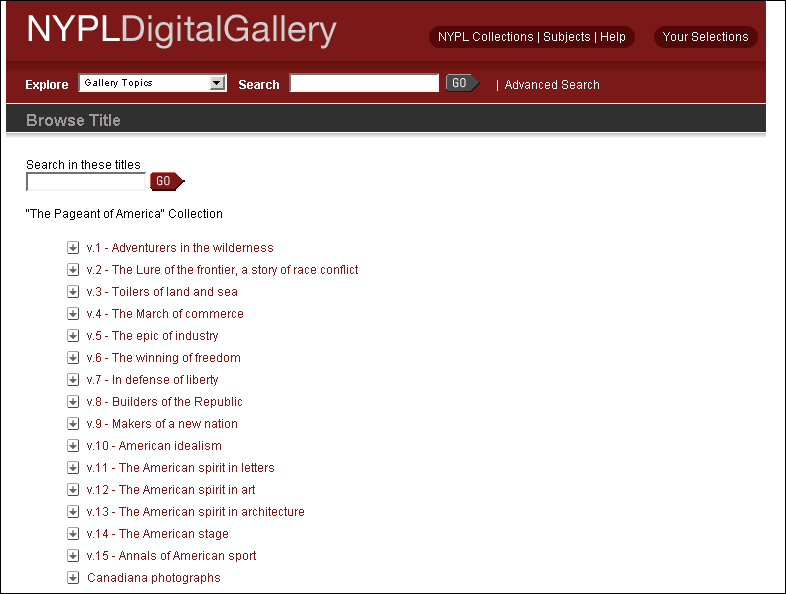 NYPLDigitalGallery
NYPL Collections | Subjects | Help
Your Selections
Explore Gallery Topics Search GO | Advanced Search
Browse Title
Search in these titles
GO
"The Pageant of America" Collection
v.1 - Adventurers in the wilderness
v.2 - The Lure of the frontier, a story of race conflict
v.3 - Toilers of land and sea
v.4 - The March of commerce
v.5 - The epic of industry
v.6 - The winning of freedom
v.7 - In defense of liberty
v.8 - Builders of the Republic
v.9 - Makers of a new nation
v.10 - American idealism
v.11 - The American spirit in letters
v.12 - The American spirit in art
v.13 - The American spirit in architecture
v.14 - The American stage
v.15 - Annals of American sport
Canadiana photographs